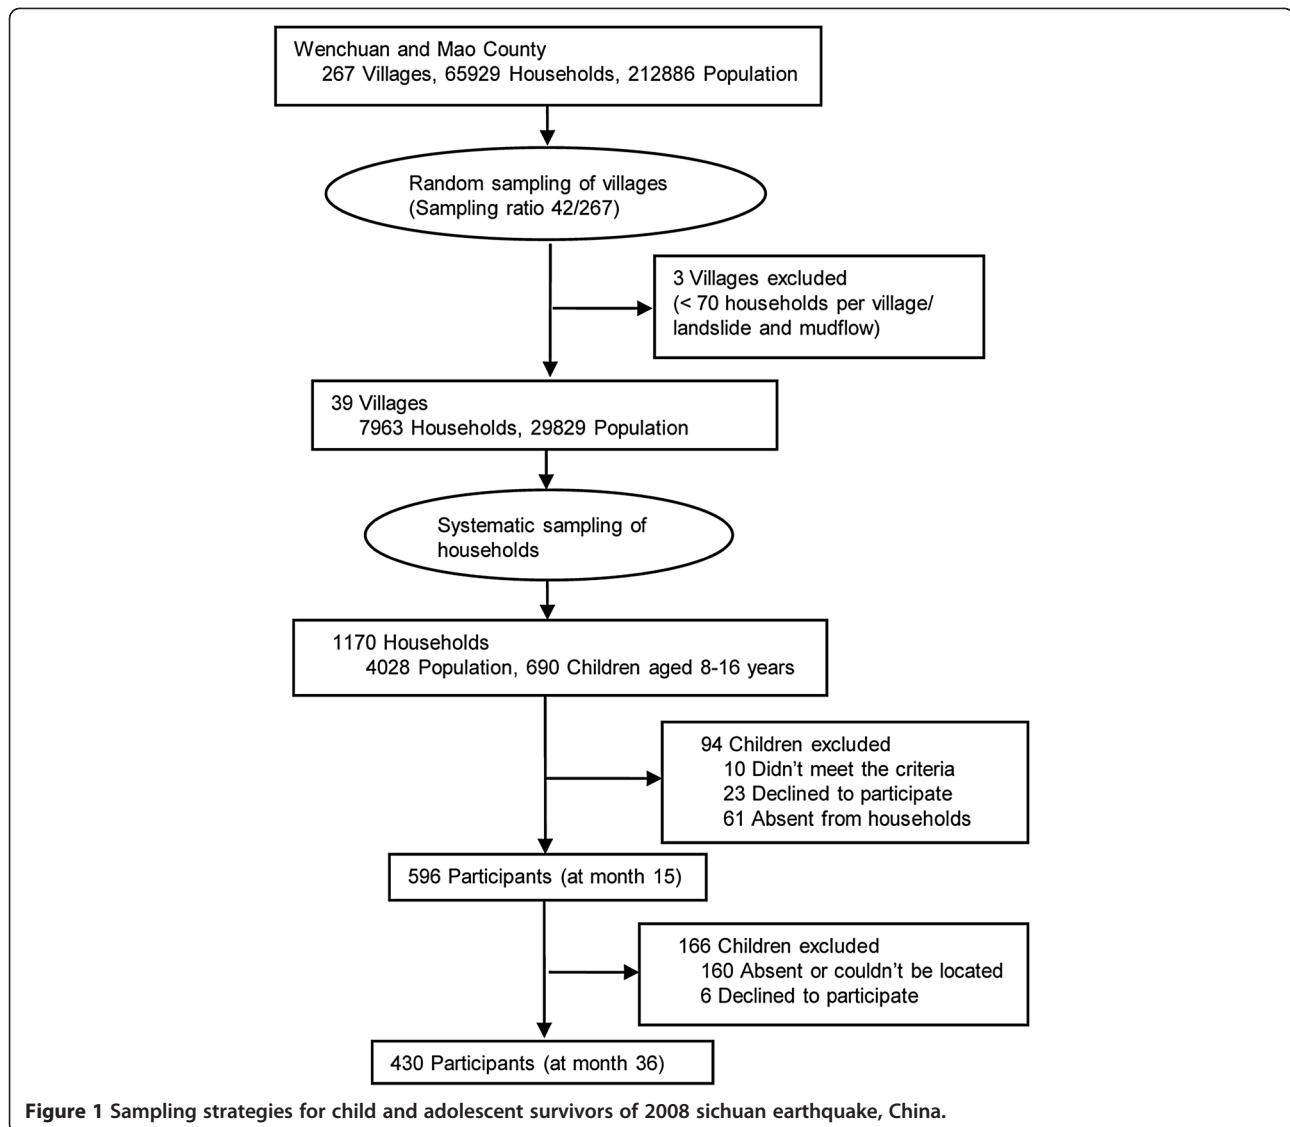 Wenchuan and Mao County
267 Villages, 65929 Households, 212886 Population
Random sampling of villages
(Sampling ratio 42/267)
3 Villages excluded
(< 70 households per village/
landslide and mudflow)
39 Villages
7963 Households, 29829 Population
Systematic sampling of
households
1170 Households
4028 Population, 690 Children aged 8-16 years
94 Children excluded
10 Didn't meet the criteria
23 Declined to participate
61 Absent from households
596 Participants (at month 15)
166 Children excluded
160 Absent or couldn't be located
6 Declined to participate
430 Participants (at month 36)
Figure 1 Sampling strategies for child and adolescent survivors of 2008 sichuan earthquake, China.